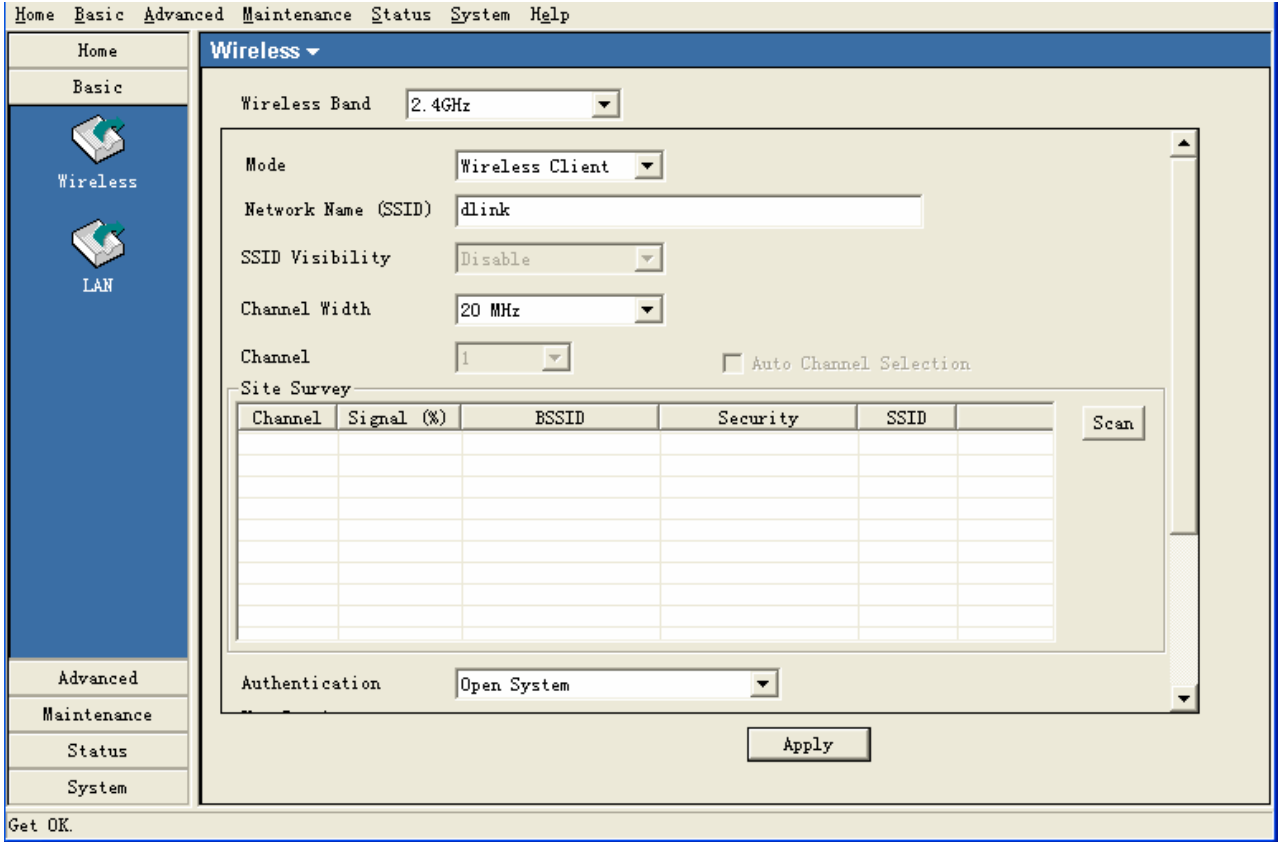 Home Basic Advanced Maintenance Status System Help
Home
Basic
Wireless
LAN
Advanced
Maintenance
Status
System
Wireless
Wireless Band 2.4GHz
Mode Wireless Client
Network Name (SSID) dlink
SSID Visibility Disable
Channel Width 20 MHz
Channel 1 Auto Channel Selection
Site Survey
Channel Signal (%) BSSID Security SSID
Scan
Authentication Open System
Apply
Get OK.